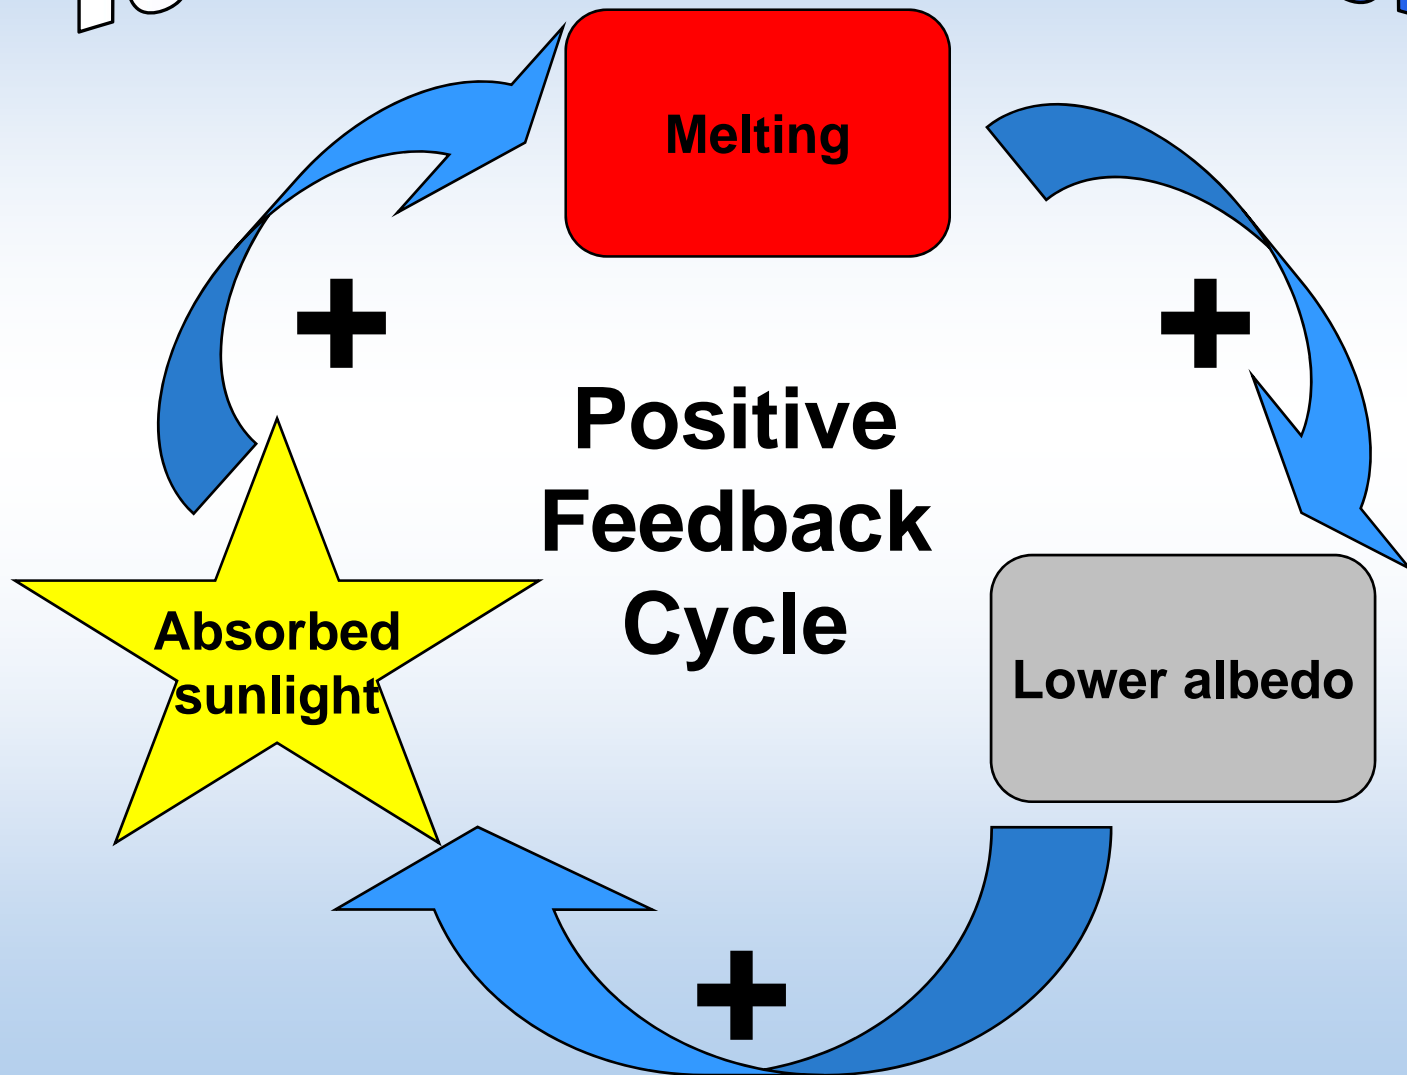 Melting
+
+
Positive
Feedback
Cycle
Absorbed
sunlight
Lower albedo
+